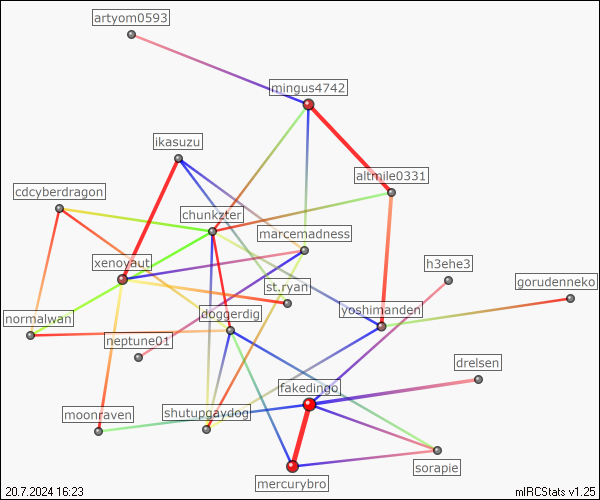 artyom0593
mingus4742
ikasuzu
altmile0331
cdcyberdragon
chunkzter
marcemadness
xenoyaut
h3ehe3
st.ryan
gorudenneko
normalwan
doggerdig
yoshimanden
neptune01
drelsen
fakedingo
moonraven
shutupgaydog
sorapie
mercurybro
20.7.2024 16:23
mIRCStats v1.25